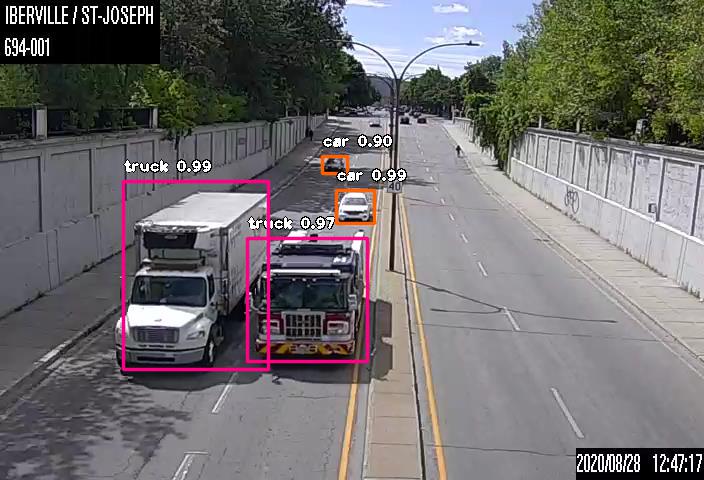 IBERVILLE / ST-JOSEPH
694-001
car 0.90
truck 0.99
car 0.99
40
truck 0.97
2020/08/28 12:47:17